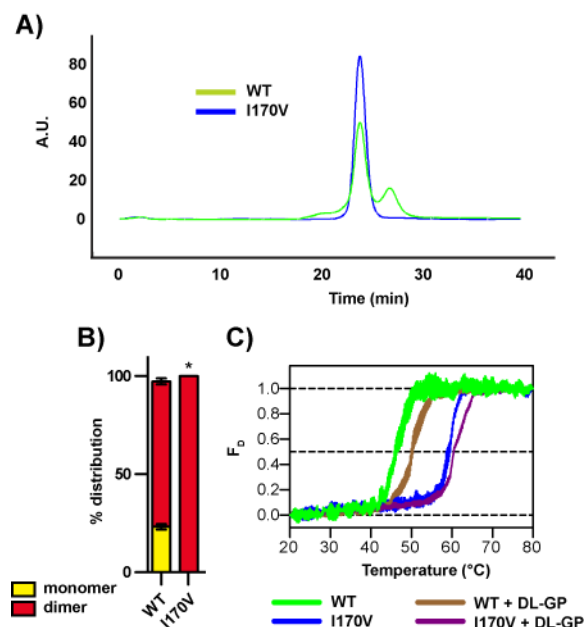 A)
WT
I170V
A.U.
80
60
40
20
0
0 10 20 30 40
Time (min)
B)
*
% distribution
100
50
0
WT I170V
monomer
dimer
C)
F_D
1.0
0.8
0.6
0.4
0.2
0.0
20 30 40 50 60 70 80
Temperature (°C)
WT WT + DL-GP
I170V I170V + DL-GP